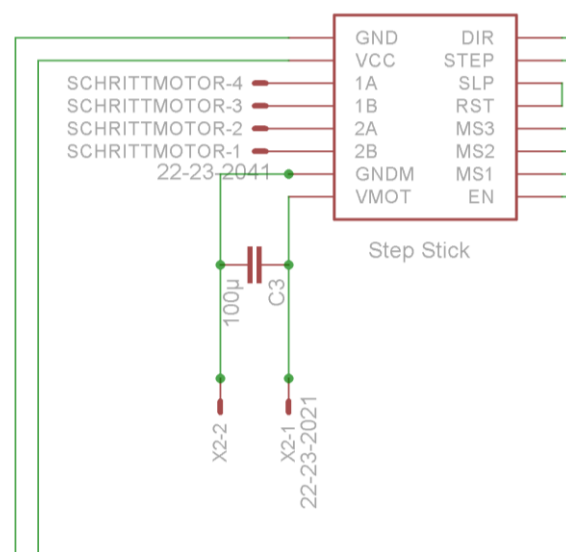 GND DIR
VCC STEP
SCHRITTMOTOR-4 1A SLP
SCHRITTMOTOR-3 1B RST
SCHRITTMOTOR-2 2A MS3
SCHRITTMOTOR-1 2B MS2
22-23-2041 GNDM MS1
VMOT EN
Step Stick
100µ
C3
X2-2
X2-1
22-23-2021